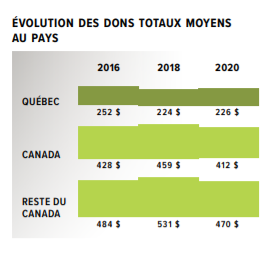 ÉVOLUTION DES DONS TOTAUX MOYENS
AU PAYS
2016 2018 2020
QUÉBEC
252 $ 224 $ 226 $
CANADA
428 $ 459 $ 412 $
RESTE DU
CANADA
484 $ 531 $ 470 $